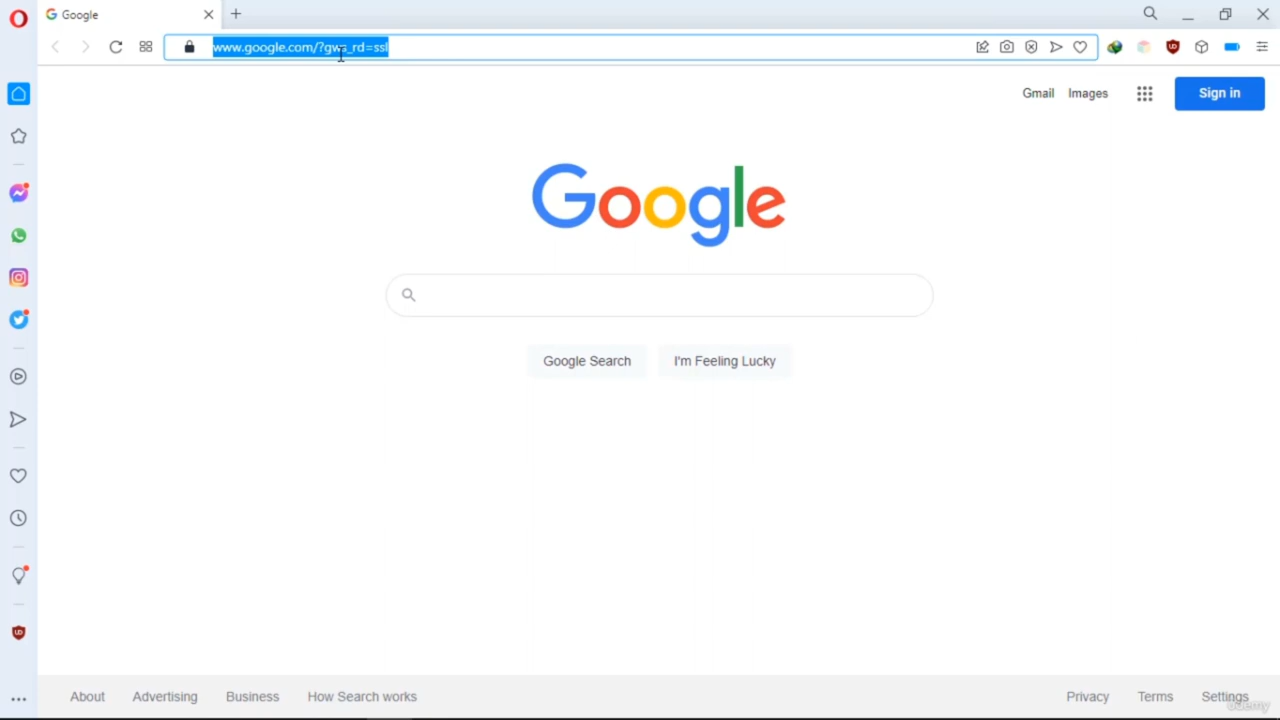 Google
www.google.com/?gws_rd=ssl
Gmail Images Sign in
Google
Google Search I'm Feeling Lucky
About Advertising Business How Search works Privacy Terms Settings
udemy